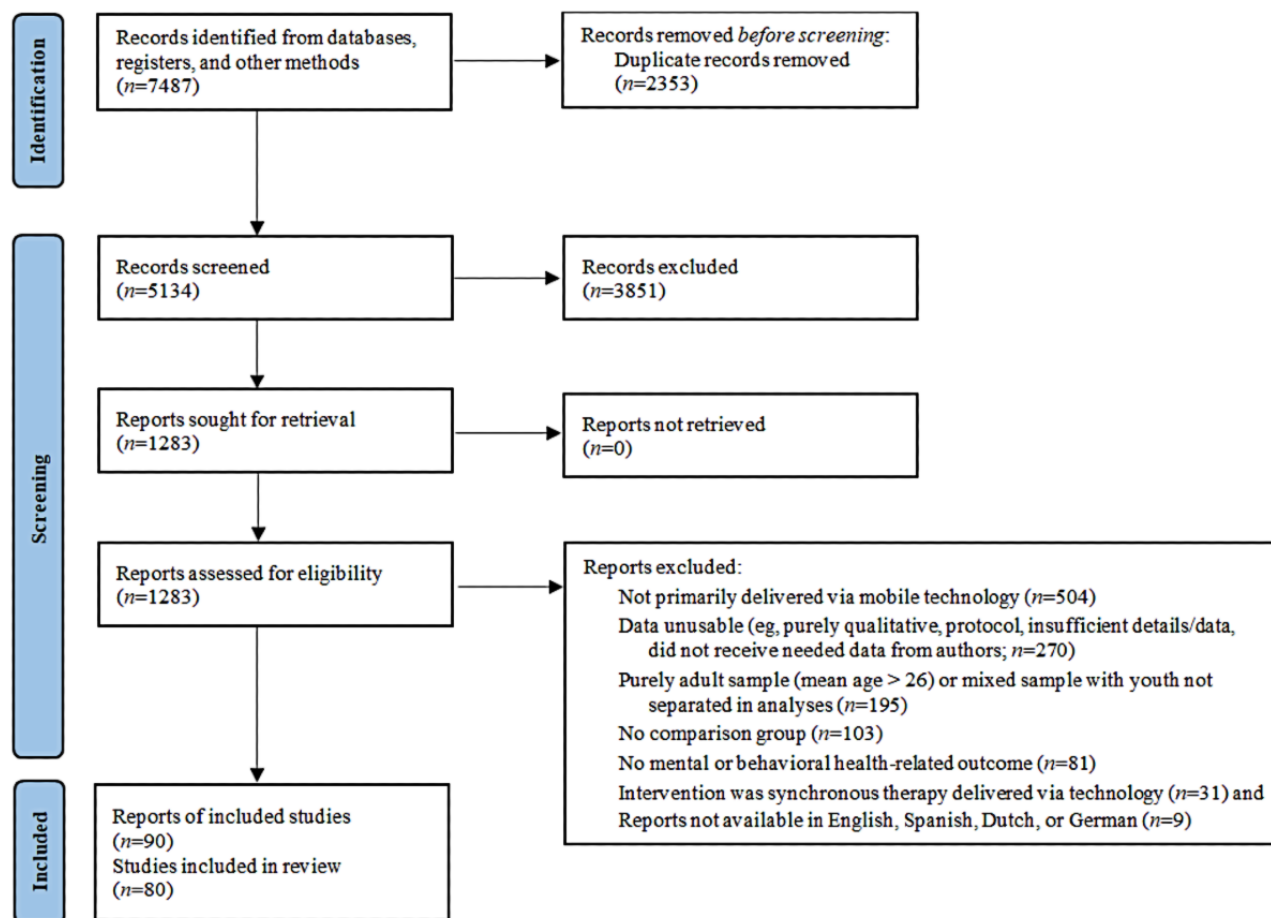 Identification
Records identified from databases,
registers, and other methods
(n=7487)
Records removed before screening:
Duplicate records removed
(n=2353)
Screening
Records screened
(n=5134)
Records excluded
(n=3851)
Reports sought for retrieval
(n=1283)
Reports not retrieved
(n=0)
Reports assessed for eligibility
(n=1283)
Reports excluded:
Not primarily delivered via mobile technology (n=504)
Data unusable (eg, purely qualitative, protocol, insufficient details/data,
did not receive needed data from authors; n=270)
Purely adult sample (mean age > 26) or mixed sample with youth not
separated in analyses (n=195)
No comparison group (n=103)
No mental or behavioral health-related outcome (n=81)
Intervention was synchronous therapy delivered via technology (n=31) and
Reports not available in English, Spanish, Dutch, or German (n=9)
Included
Reports of included studies
(n=90)
Studies included in review
(n=80)